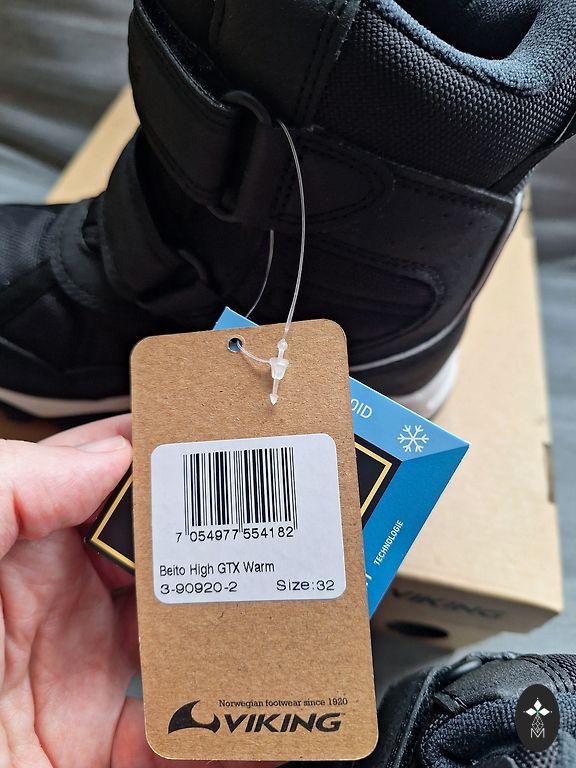 OID
TECHNOLOGIE
7 054977 554182
Beito High GTX Warm
3-90920-2 Size:32
Norwegian footwear since 1920
VIKING
VIKING
M